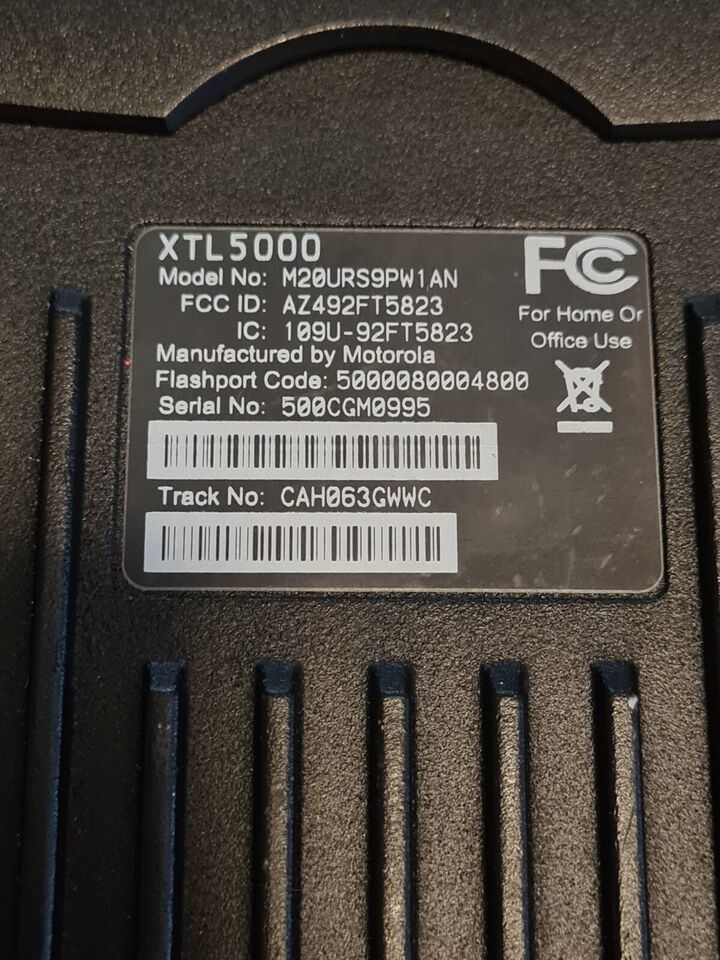 XTL5000
Model No: M20URS9PW1AN
FCC ID: AZ492FT5823
IC: 109U-92FT5823
Manufactured by Motorola
Flashport Code: 5000080004800
Serial No: 500CGM0995
Track No: CAH063GWWC
FC
For Home Or
Office Use